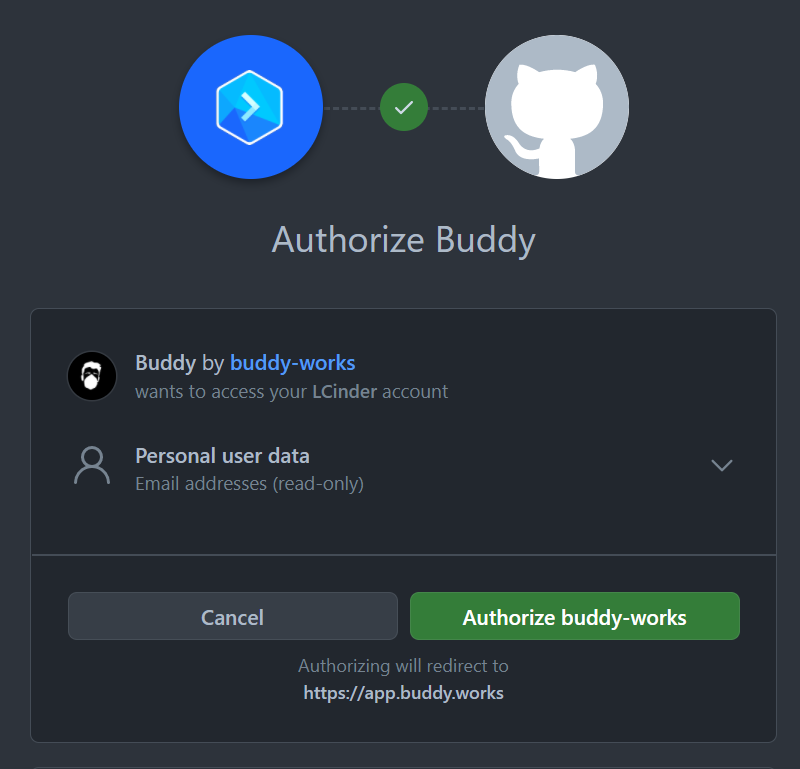 Authorize Buddy
Buddy by buddy-works
wants to access your LCinder account
Personal user data
Email addresses (read-only)
Cancel
Authorize buddy-works
Authorizing will redirect to
https://app.buddy.works